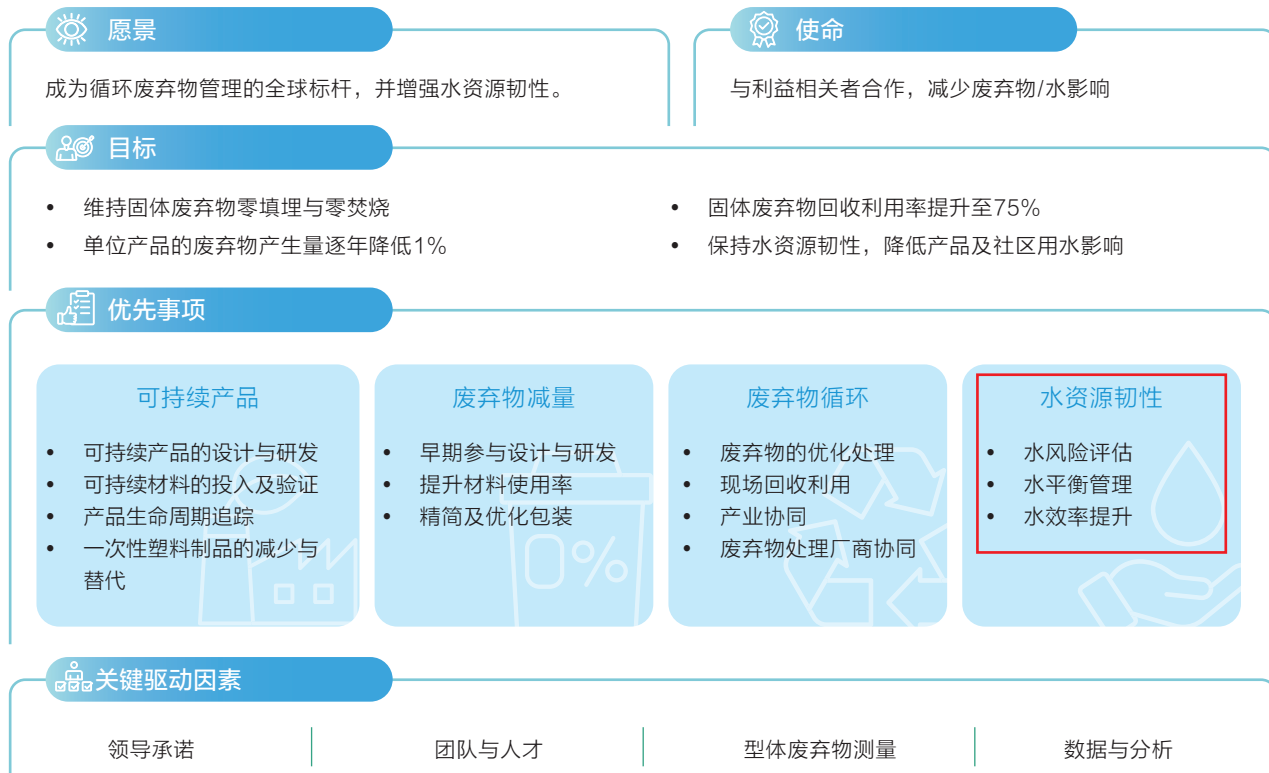 愿景
使命
成为循环废弃物管理的全球标杆，并增强水资源韧性。
与利益相关者合作，减少废弃物/水影响
目标
• 维持固体废弃物零填埋与零焚烧
• 单位产品的废弃物产生量逐年降低1%
• 固体废弃物回收利用率提升至75%
• 保持水资源韧性，降低产品及社区用水影响
优先事项
可持续产品
• 可持续产品的设计与研发
• 可持续材料的投入及验证
• 产品生命周期追踪
• 一次性塑料制品的减少与
替代
废弃物减量
• 早期参与设计与研发
• 提升材料使用率
• 精简及优化包装
0%
废弃物循环
• 废弃物的优化处理
• 现场回收利用
• 产业协同
• 废弃物处理厂商协同
水资源韧性
• 水风险评估
• 水平衡管理
• 水效率提升
关键驱动因素
领导承诺
团队与人才
型体废弃物测量
数据与分析